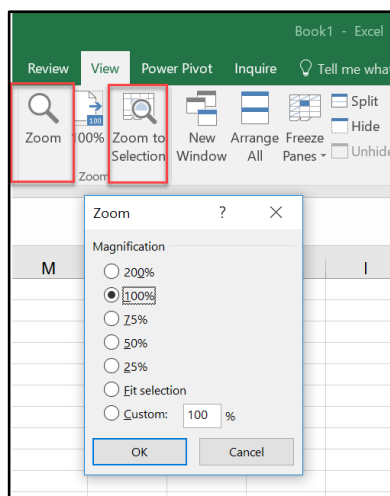 Book1 - Excel
Review View Power Pivot Inquire Tell me what
Zoom 100% Zoom to Selection New Window Arrange All Freeze Panes Split
Hide
Unhide
100
Zoom
Zoom ?
M I
Magnification
200%
100%
75%
50%
25%
Fit selection
Custom: 100 %
OK Cancel